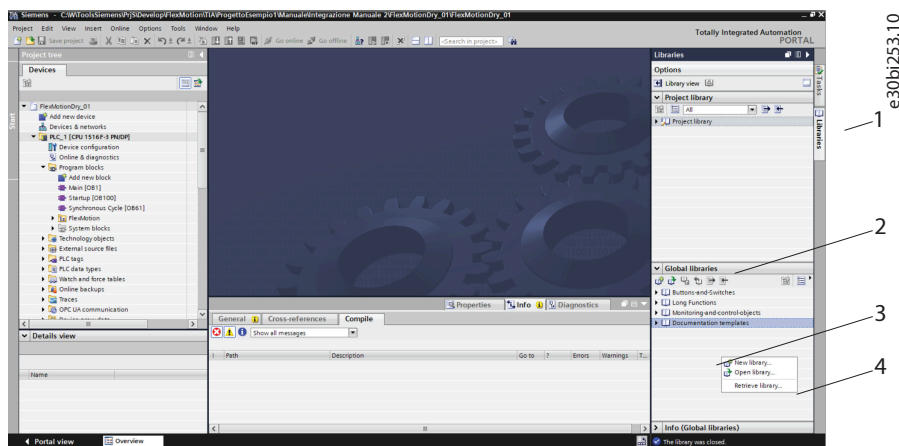 Siemens - C:\W\ToolsSiemens\PrjS\Develop\FlexMotion\TIA\ProgettoEsempio1\Manuale\Integrazione Manuale 2\FlexMotionDry_01\FlexMotionDry_01
Project Edit View Insert Online Options Tools Window Help
Totally Integrated Automation
PORTAL
Save project Go online Go offline <Search in project>
Project tree
Devices
FlexMotionDry_01
Add new device
Devices & networks
PLC_1 [CPU 1516F-3 PN/DP]
Device configuration
Online & diagnostics
Program blocks
Add new block
Main [OB1]
Startup [OB100]
Synchronous Cycle [OB61]
FlexMotion
System blocks
Technology objects
External source files
PLC tags
PLC data types
Watch and force tables
Online backups
Traces
OPC UA communication
Details view
Name
Start
Properties Info Diagnostics
General Cross-references Compile
Show all messages
! Path Description Go to ? Errors Warnings T...
Libraries
Options
Library view
Project library
All
Project library
Global libraries
Buttons-and-Switches
Long Functions
Monitoring-and-control-objects
Documentation templates
New library...
Open library...
Retrieve library...
Info (Global libraries)
Tasks
Libraries
Portal view Overview
The library was closed.
1
2
3
4
e30bi253.10